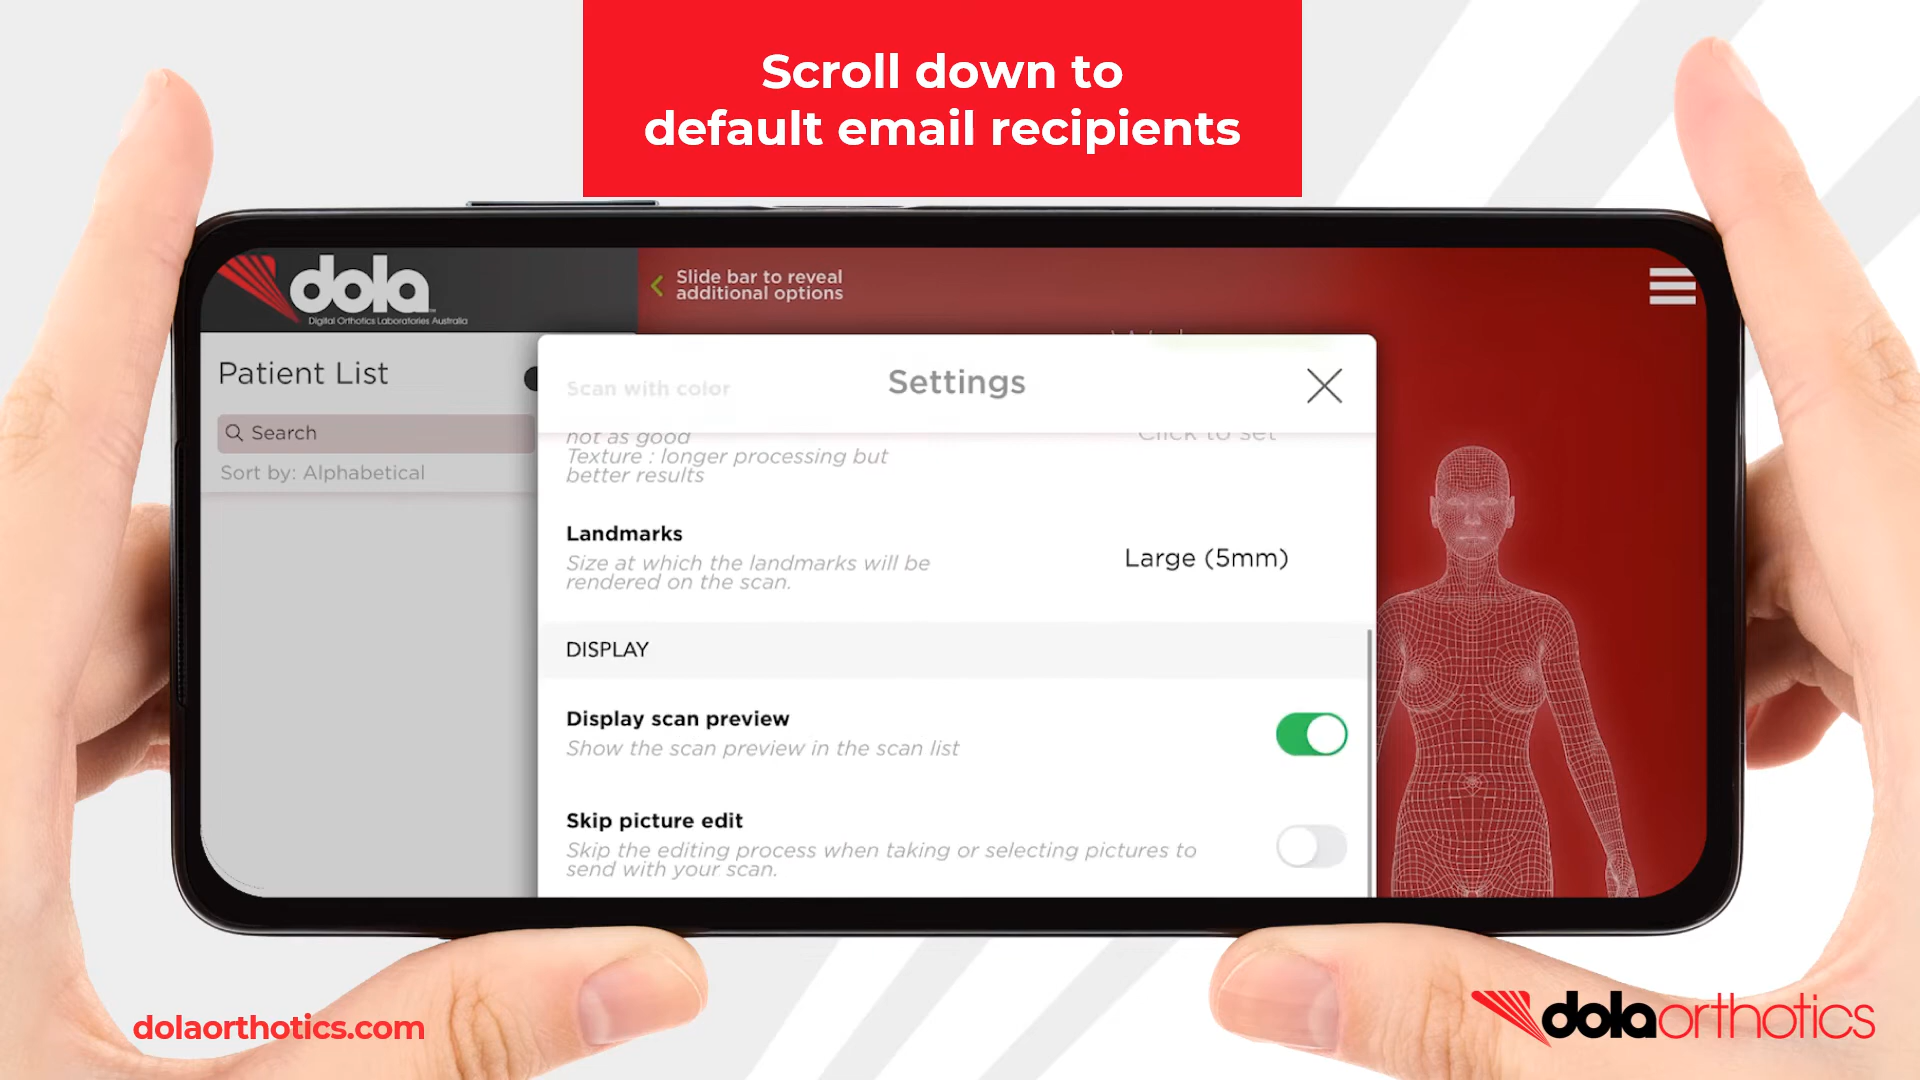 Scroll down to
default email recipients
dola
Digital Orthotics Laboratories Australia
Slide bar to reveal
additional options
Patient List
Search
Sort by: Alphabetical
Settings
Scan with color
not as good
Texture : longer processing but
better results
Click to set
Landmarks
Size at which the landmarks will be
rendered on the scan.
Large (5mm)
DISPLAY
Display scan preview
Show the scan preview in the scan list
Skip picture edit
Skip the editing process when taking or selecting pictures to
send with your scan.
dolaorthotics.com
dolaorthotics